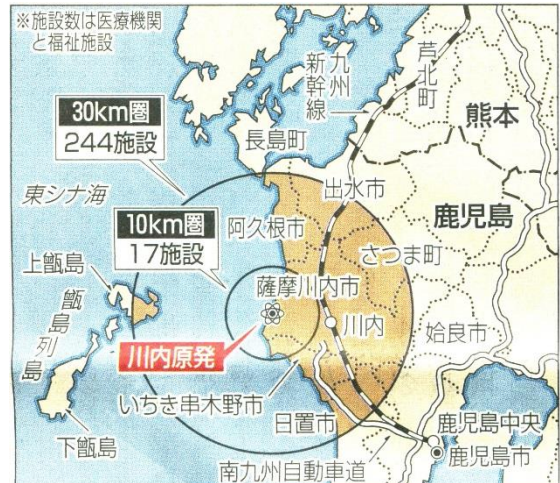 ※施設数は医療機関
と福祉施設
九州
新幹線
芦北町
熊本
30km圏
244施設
長島町
東シナ海
出水市
鹿児島
10km圏
17施設
阿久根市
さつま町
上甑島
薩摩川内市
甑島列島
川内
姶良市
川内原発
いちき串木野市
日置市
鹿児島中央
下甑島
鹿児島市
南九州自動車道